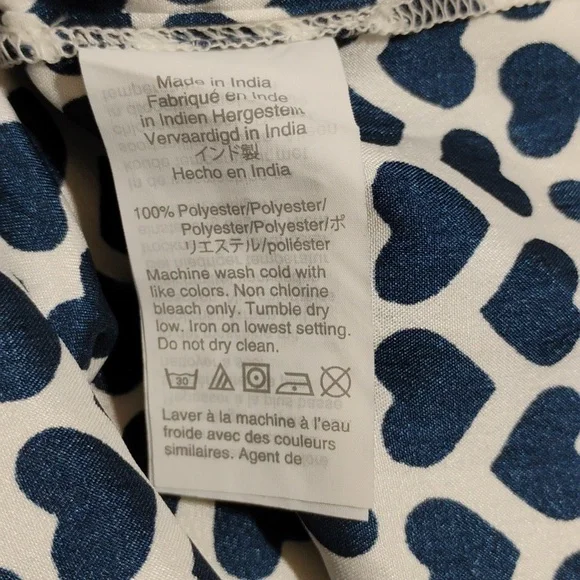 Made in India
Fabriqué en Inde
in Indien Hergestellt
Vervaardigd in India
インド製
Hecho en India
100% Polyester/Polyester/
Polyester/Polyester/ポ
リエステル/poliéster
Machine wash cold with
like colors. Non chlorine
bleach only. Tumble dry
low. Iron on lowest setting.
Do not dry clean.
30
Laver à la machine à l'eau
froide avec des couleurs
similaires. Agent de